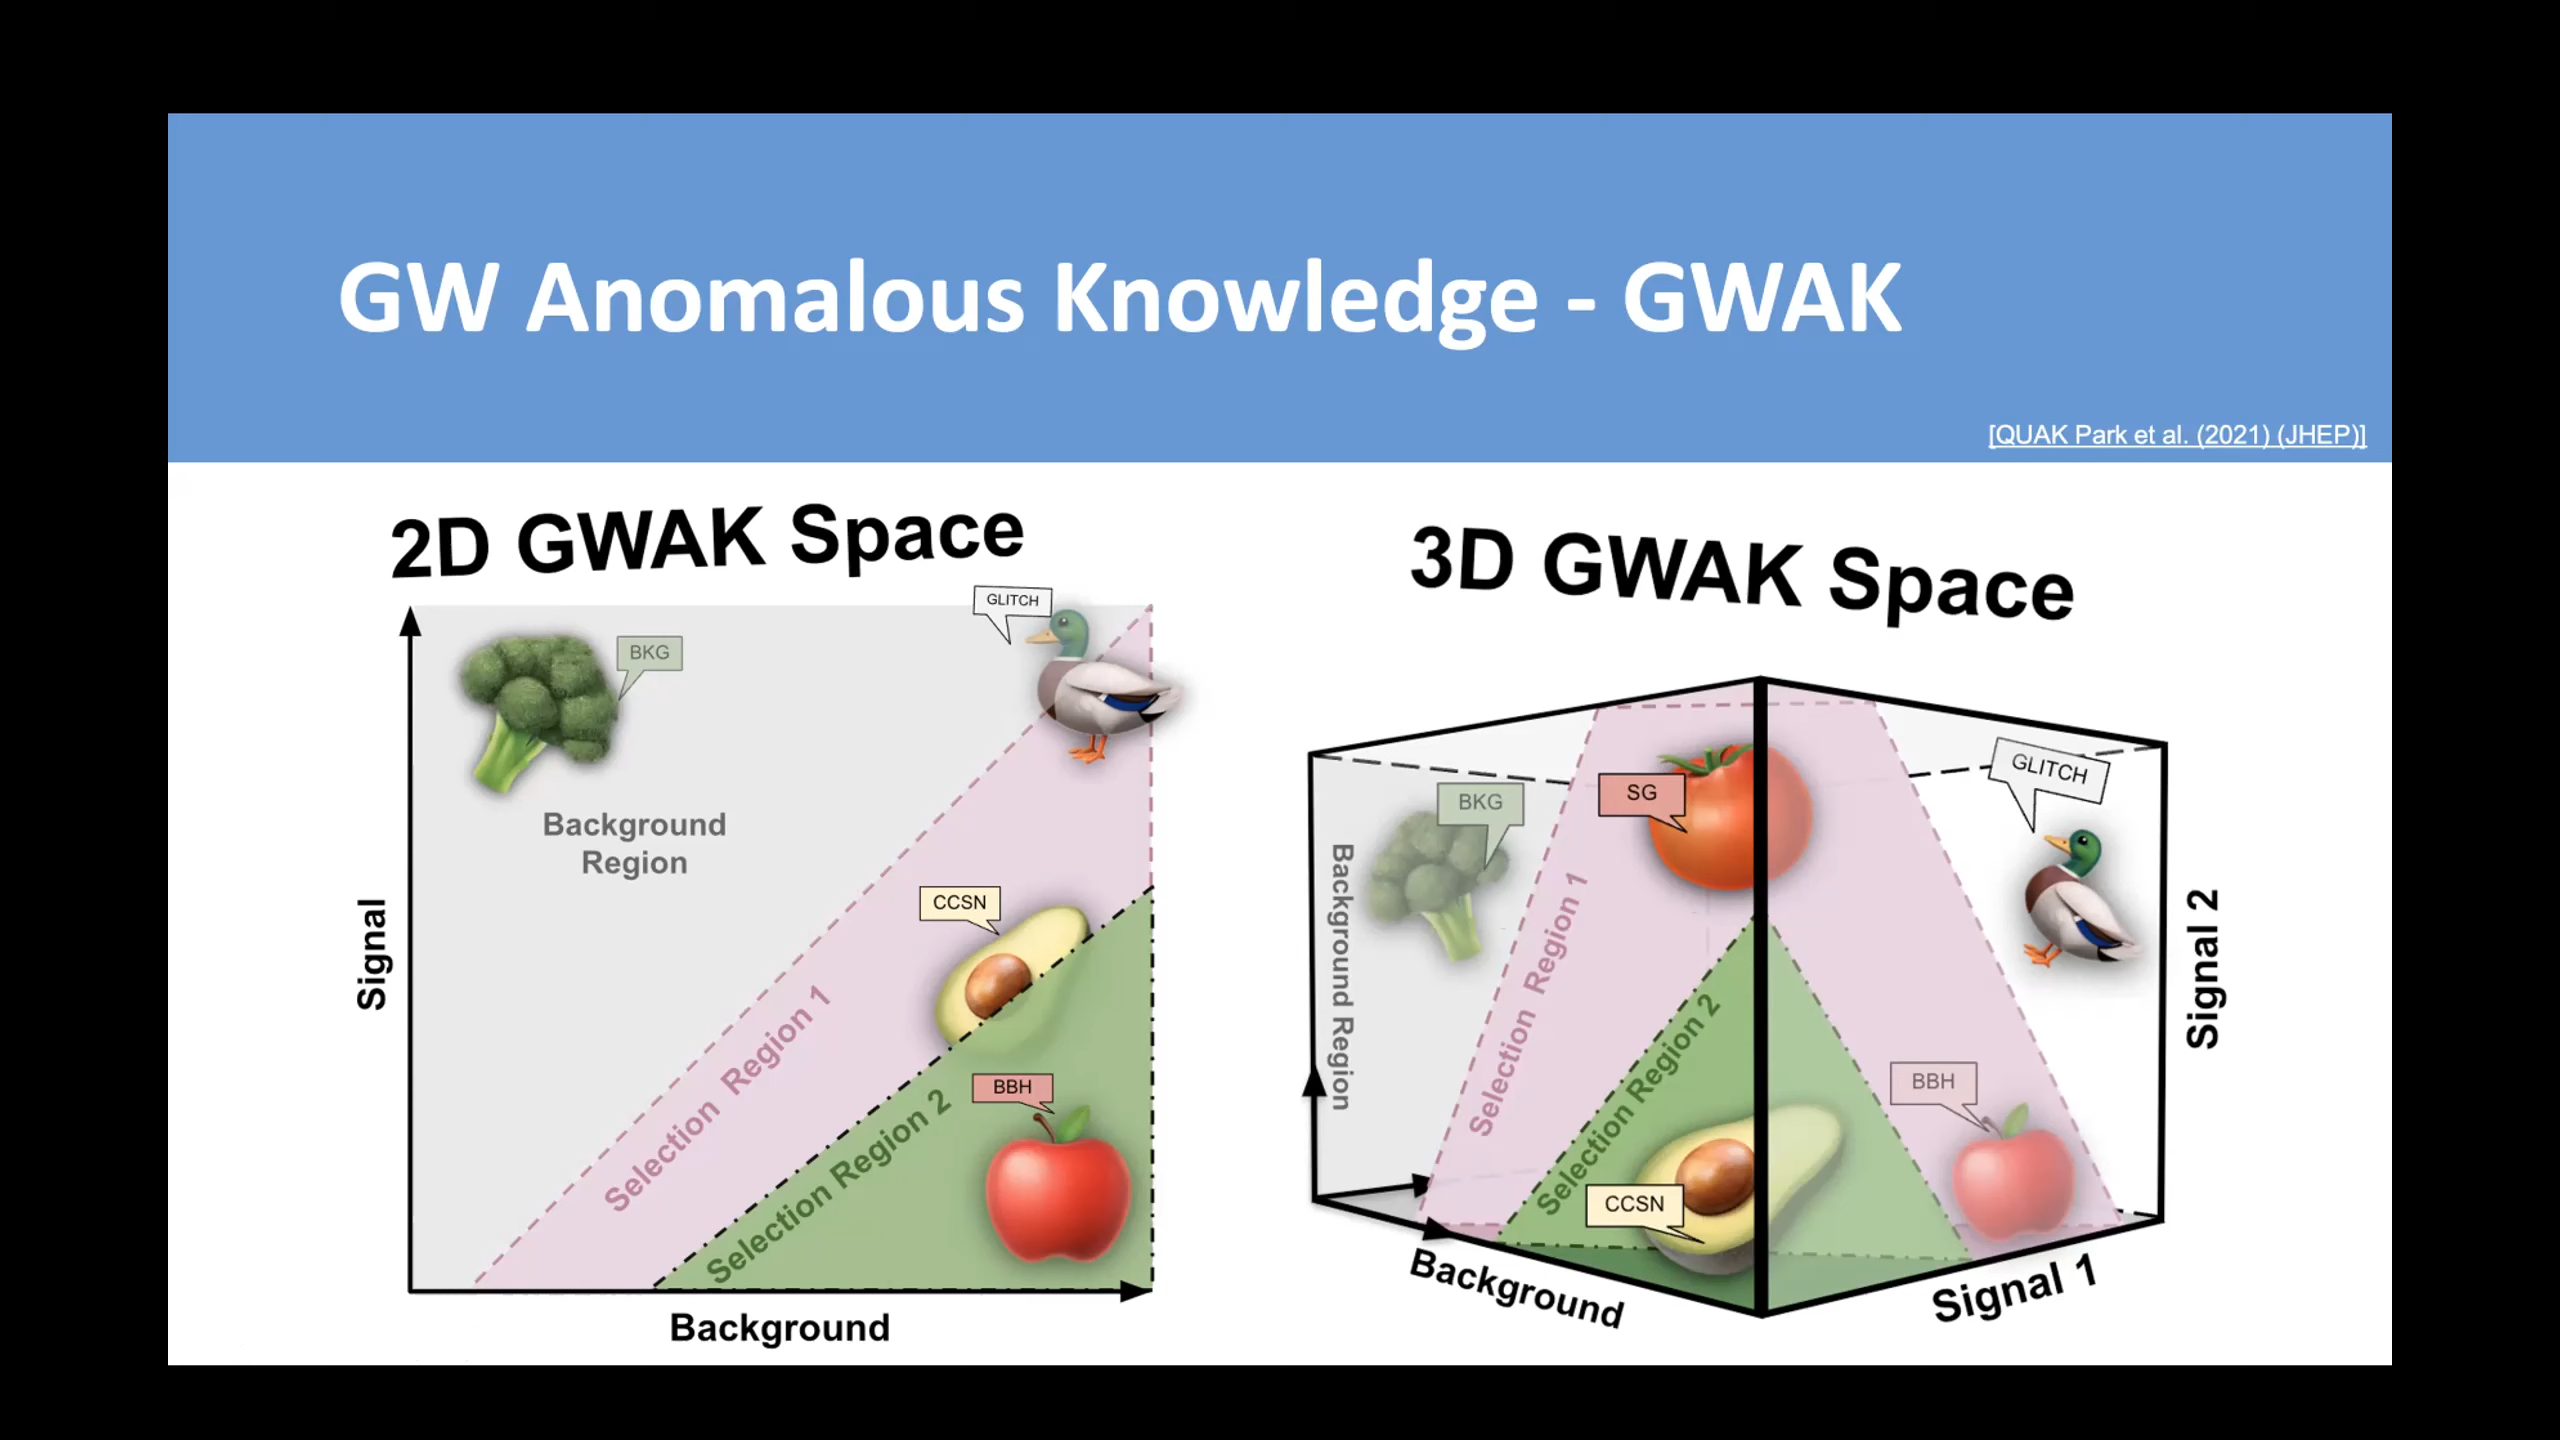 GW Anomalous Knowledge - GWAK
[QUAK Park et al. (2021) (JHEP)]
2D GWAK Space
GLITCH
BKG
Background
Region
CCSN
BBH
Selection Region 1
Selection Region 2
Signal
Background
3D GWAK Space
SG
BKG
GLITCH
Background Region
Selection Region 1
Selection Region 2
BBH
CCSN
Background
Signal 1
Signal 2